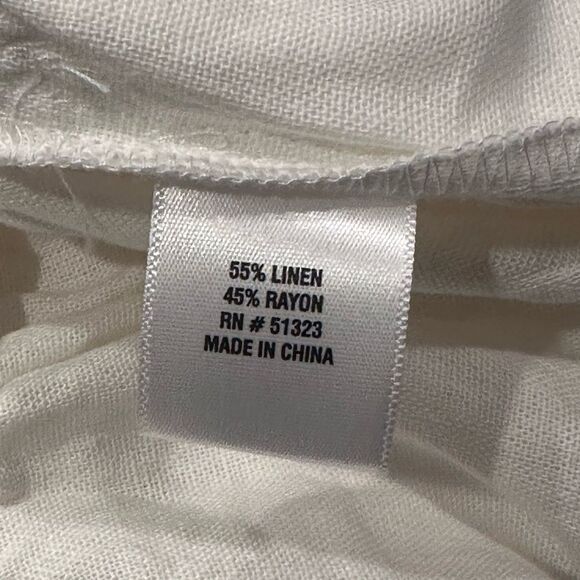 55% LINEN
45% RAYON
RN # 51323
MADE IN CHINA